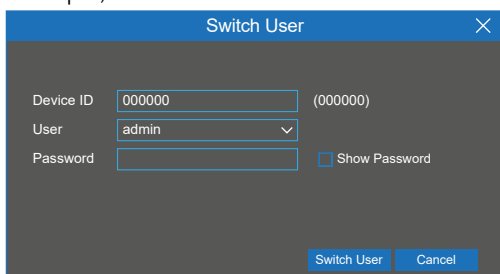 Switch User
Device ID 000000 (000000)
User admin
Password Show Password
Switch User Cancel